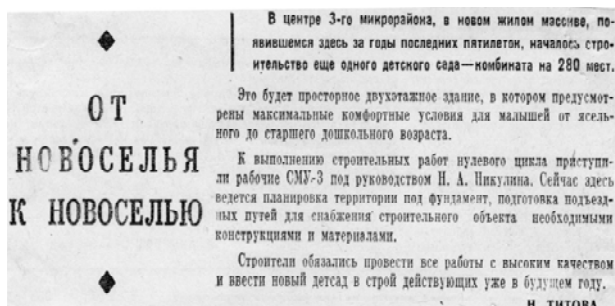 ОТ
НОВОСЕЛЬЯ
К НОВОСЕЛЬЮ
В центре 3-го микрорайона, в новом жилом массиве, по-
явившемся здесь за годы последних пятилеток, началось стро-
ительство еще одного детского сада—комбината на 280 мест.
Это будет просторное двухэтажное здание, в котором предусмот-
рены максимальные комфортные условия для малышей от ясель-
ного до старшего дошкольного возраста.
К выполнению строительных работ нулевого цикла приступи-
ли рабочие СМУ-3 под руководством Н. А. Никулина. Сейчас здесь
ведется планировка территории под фундамент, подготовка подъезд-
ных путей для снабжения строительного объекта необходимыми
конструкциями и материалами.
Строители обязались провести все работы с высоким качеством
и ввести новый детсад в строй действующих уже в будущем году.
Н. ТИТОВА.